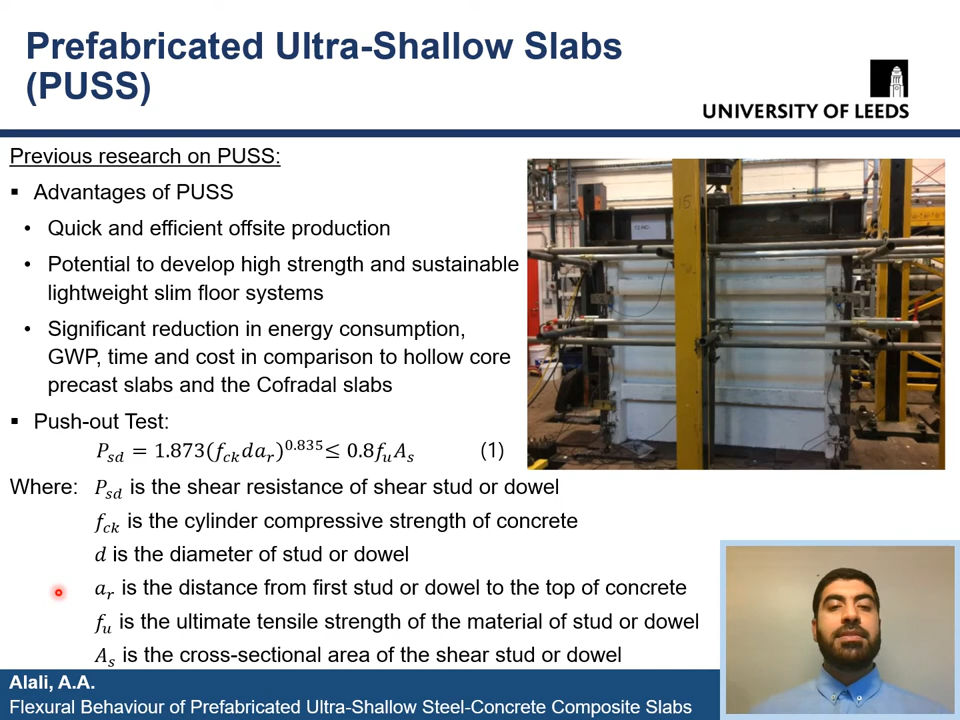 Prefabricated Ultra-Shallow Slabs
(PUSS)
UNIVERSITY OF LEEDS
Previous research on PUSS:
▪ Advantages of PUSS
• Quick and efficient offsite production
• Potential to develop high strength and sustainable
lightweight slim floor systems
• Significant reduction in energy consumption,
GWP, time and cost in comparison to hollow core
precast slabs and the Cofradal slabs
▪ Push-out Test:
P_sd = 1.873(f_ck d a_r)^0.835 ≤ 0.8 f_u A_s (1)
Where: P_sd is the shear resistance of shear stud or dowel
f_ck is the cylinder compressive strength of concrete
d is the diameter of stud or dowel
a_r is the distance from first stud or dowel to the top of concrete
f_u is the ultimate tensile strength of the material of stud or dowel
A_s is the cross-sectional area of the shear stud or dowel
Alali, A.A.
Flexural Behaviour of Prefabricated Ultra-Shallow Steel-Concrete Composite Slabs